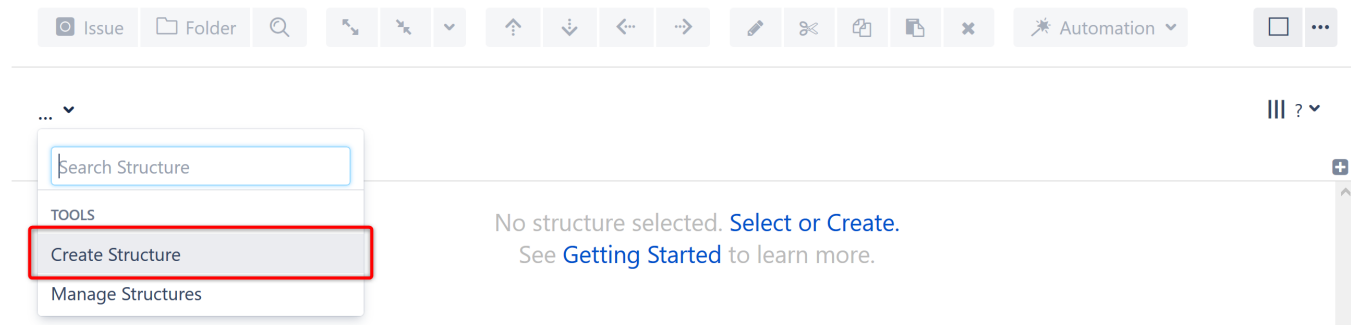 Issue Folder Automation
...
?
Search Structure
TOOLS
Create Structure
Manage Structures
No structure selected. Select or Create.
See Getting Started to learn more.